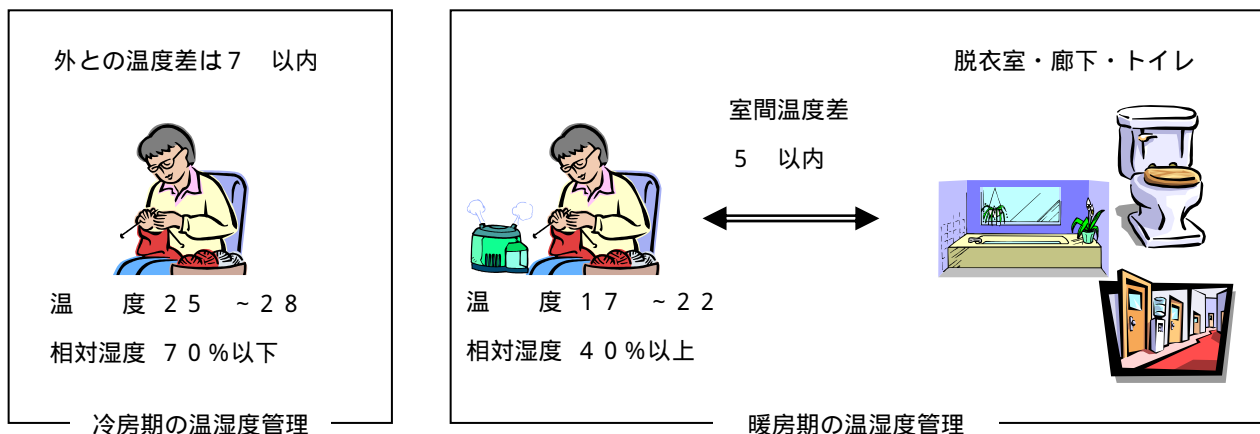 外との温度差は７　以内
温　　度 ２５　~２８
相対湿度 ７０%以下
冷房期の温湿度管理
脱衣室・廊下・トイレ
室間温度差
５　以内
温　　度 １７　~２２
相対湿度 ４０%以上
暖房期の温湿度管理